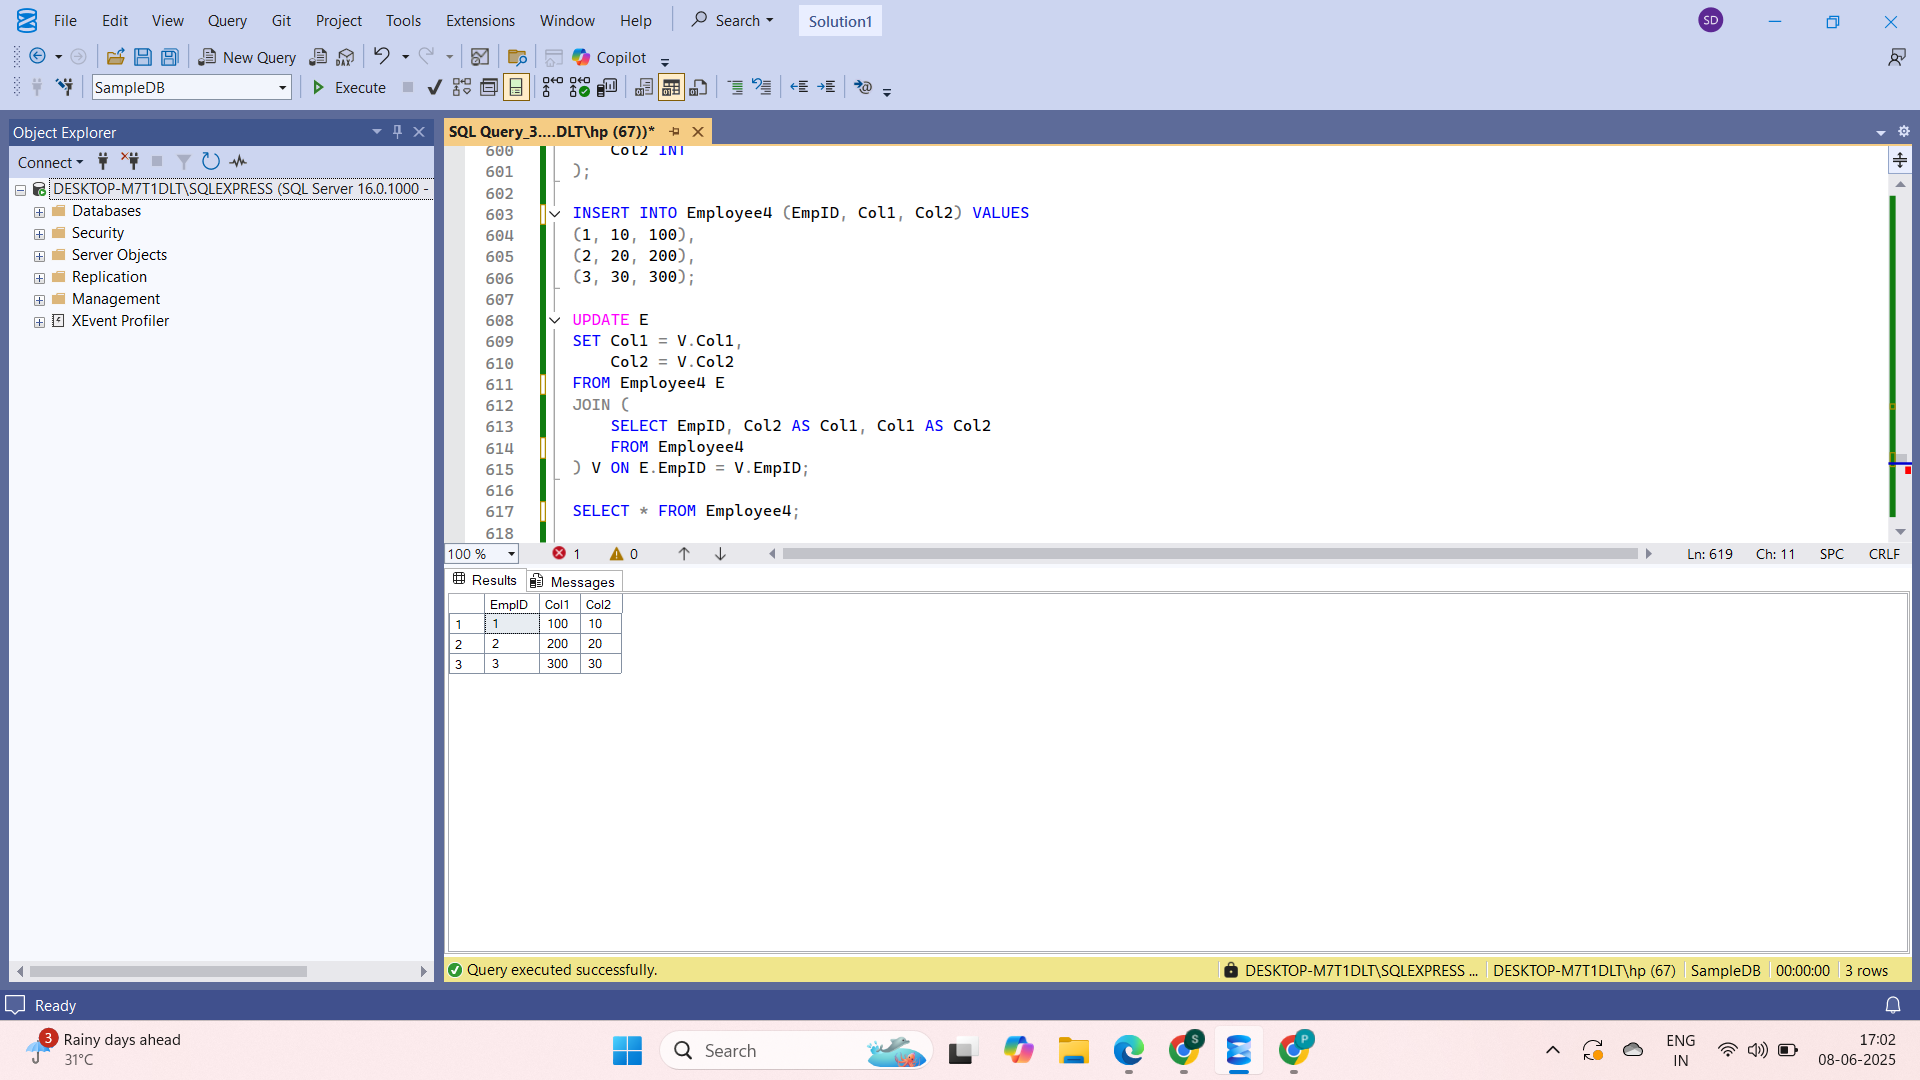 File Edit View Query Git Project Tools Extensions Window Help Search Solution1 SD
New Query DAX Copilot
SampleDB Execute
Object Explorer
Connect
DESKTOP-M7T1DLT\SQLEXPRESS (SQL Server 16.0.1000 -
Databases
Security
Server Objects
Replication
Management
XEvent Profiler
SQL Query_3....DLT\hp (67))*
600 Col2 INT
601 );
602
603 INSERT INTO Employee4 (EmpID, Col1, Col2) VALUES
604 (1, 10, 100),
605 (2, 20, 200),
606 (3, 30, 300);
607
608 UPDATE E
609 SET Col1 = V.Col1,
610 Col2 = V.Col2
611 FROM Employee4 E
612 JOIN (
613 SELECT EmpID, Col2 AS Col1, Col1 AS Col2
614 FROM Employee4
615 ) V ON E.EmpID = V.EmpID;
616
617 SELECT * FROM Employee4;
618
100 % 1 0 Ln: 619 Ch: 11 SPC CRLF
Results Messages
EmpID Col1 Col2
1 1 100 10
2 2 200 20
3 3 300 30
Query executed successfully. DESKTOP-M7T1DLT\SQLEXPRESS ... DESKTOP-M7T1DLT\hp (67) SampleDB 00:00:00 3 rows
Ready
3 Rainy days ahead
31°C
Search
S
P
ENG
IN
17:02
08-06-2025